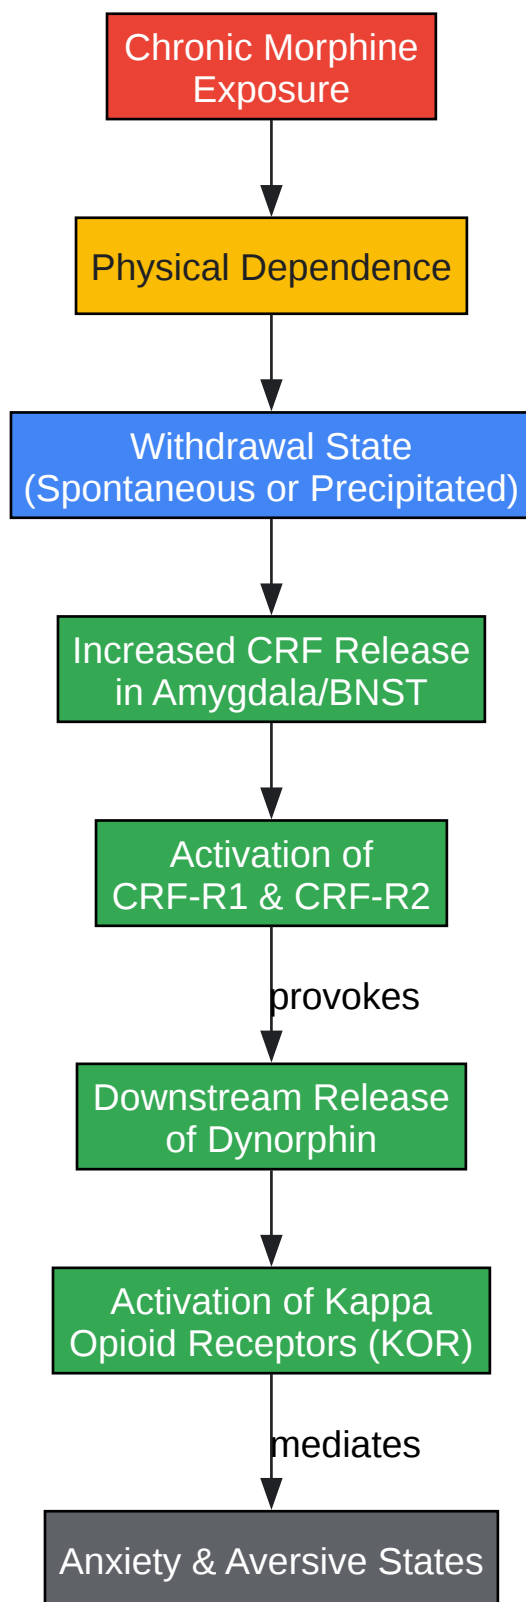 Chronic Morphine
Exposure
Physical Dependence
Withdrawal State
(Spontaneous or Precipitated)
Increased CRF Release
in Amygdala/BNST
Activation of
CRF-R1 & CRF-R2
provokes
Downstream Release
of Dynorphin
Activation of Kappa
Opioid Receptors (KOR)
mediates
Anxiety & Aversive States